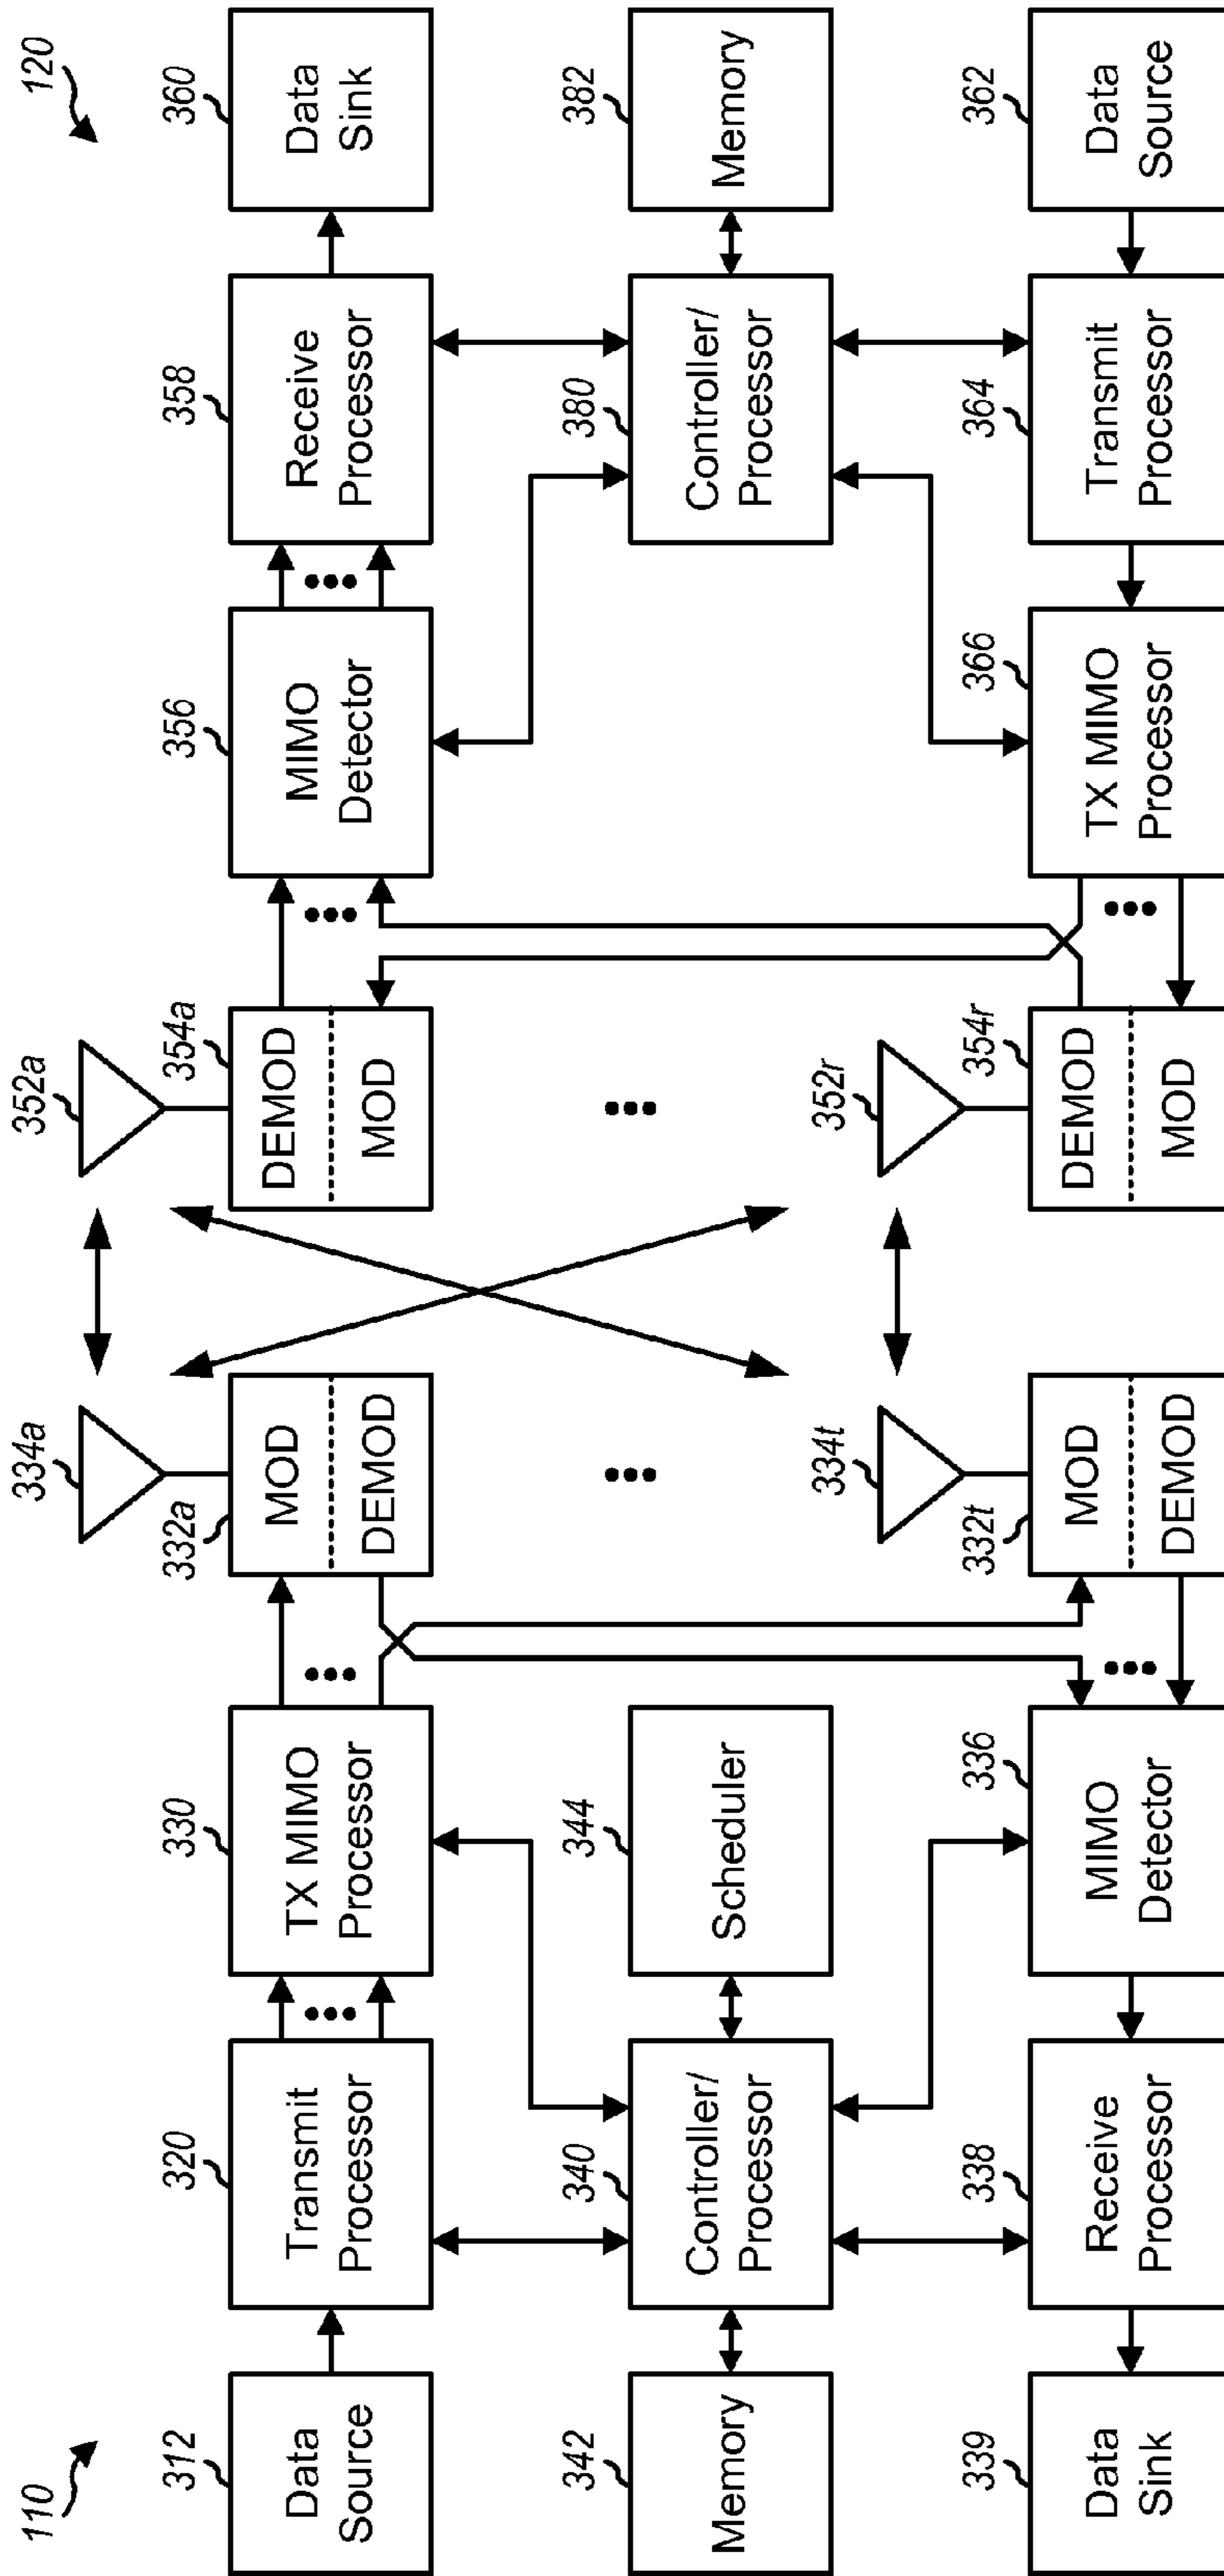 110
120
334a
352a
312
320
330
332a
354a
356
358
360
Data
Source
Transmit
Processor
TX MIMO
Processor
MOD
DEMOD
DEMOD
MOD
MIMO
Detector
Receive
Processor
Data
Sink
342
340
344
380
382
Memory
Controller/
Processor
Scheduler
Controller/
Processor
Memory
334t
352r
339
338
336
332t
354r
366
364
362
Data
Sink
Receive
Processor
MIMO
Detector
MOD
DEMOD
DEMOD
MOD
TX MIMO
Processor
Transmit
Processor
Data
Source